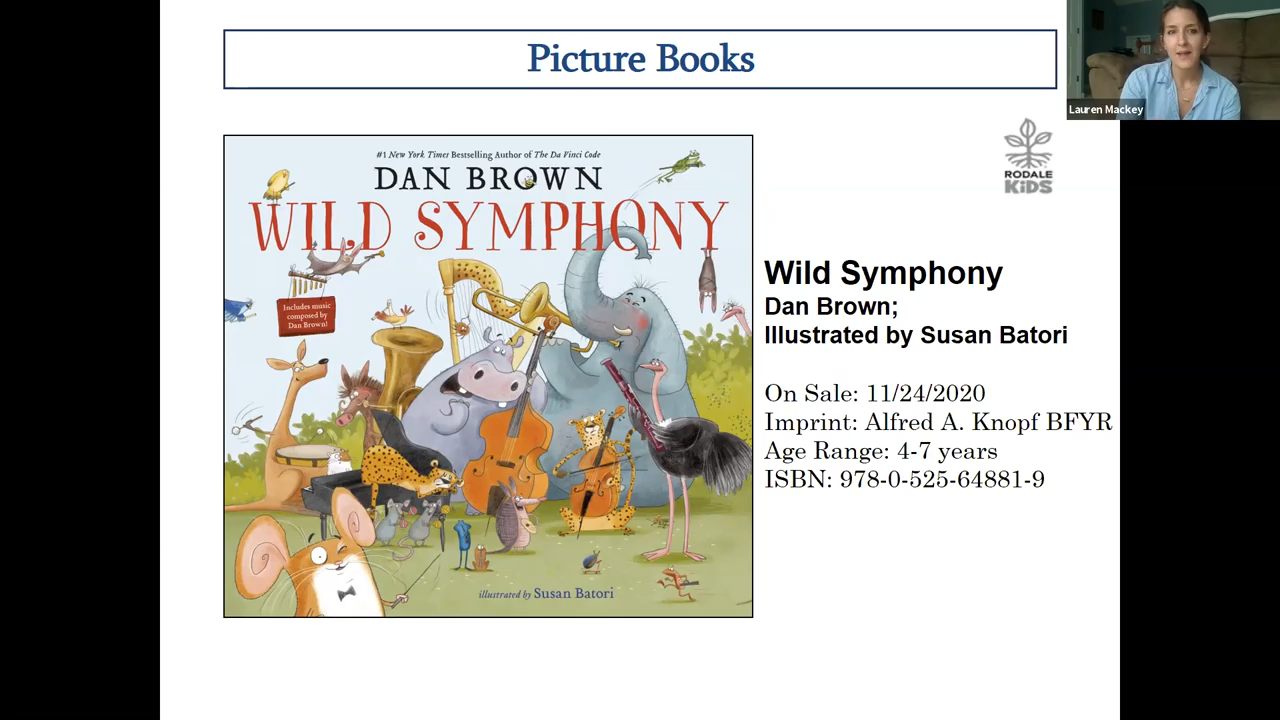 Picture Books
Lauren Mackey
#1 New York Times Bestselling Author of The Da Vinci Code
DAN BROWN
WILD SYMPHONY
Includes music
composed by
Dan Brown!
illustrated by Susan Batori
RODALE
KiDS
Wild Symphony
Dan Brown;
Illustrated by Susan Batori
On Sale: 11/24/2020
Imprint: Alfred A. Knopf BFYR
Age Range: 4-7 years
ISBN: 978-0-525-64881-9